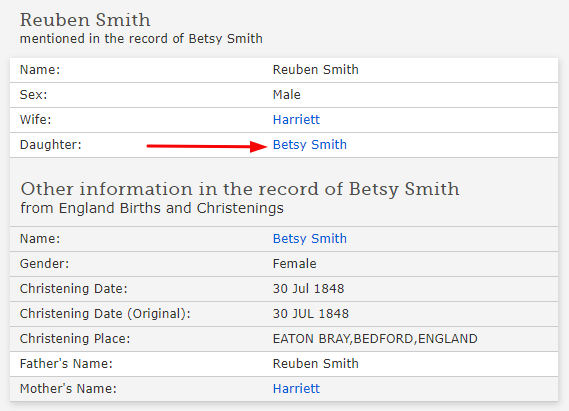 Reuben Smith
mentioned in the record of Betsy Smith
Name: Reuben Smith
Sex: Male
Wife: Harriett
Daughter: Betsy Smith
Other information in the record of Betsy Smith
from England Births and Christenings
Name: Betsy Smith
Gender: Female
Christening Date: 30 Jul 1848
Christening Date (Original): 30 JUL 1848
Christening Place: EATON BRAY,BEDFORD,ENGLAND
Father's Name: Reuben Smith
Mother's Name: Harriett